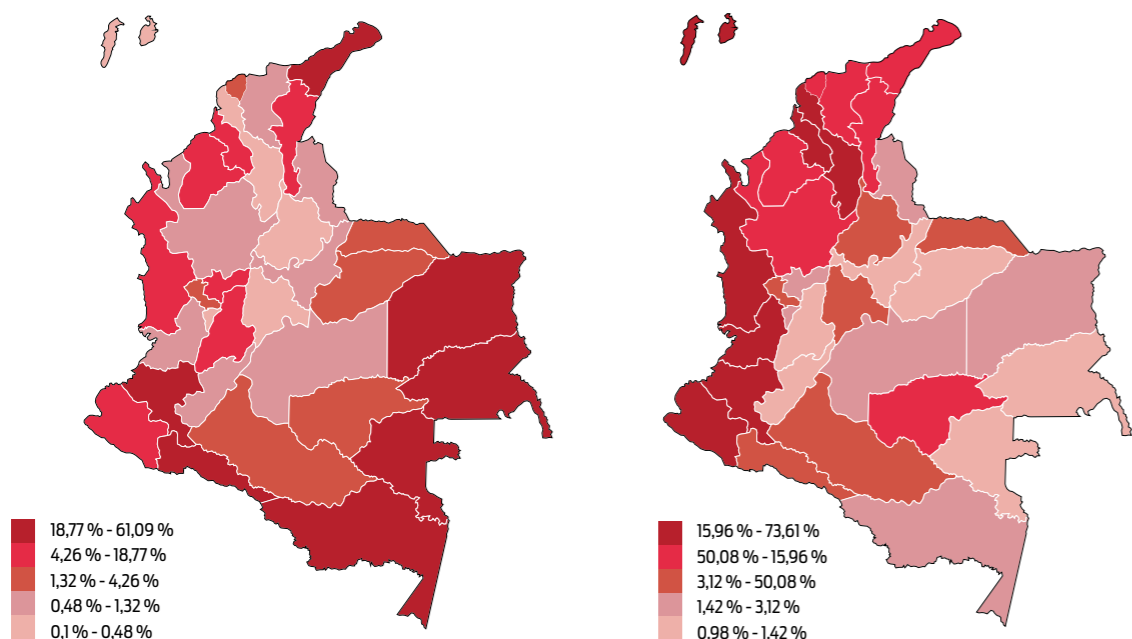 18,77 % - 61,09 %
4,26 % - 18,77 %
1,32 % - 4,26 %
0,48 % - 1,32 %
0,1 % - 0,48 %
15,96 % - 73,61 %
50,08 % - 15,96 %
3,12 % - 50,08 %
1,42 % - 3,12 %
0,98 % - 1,42 %